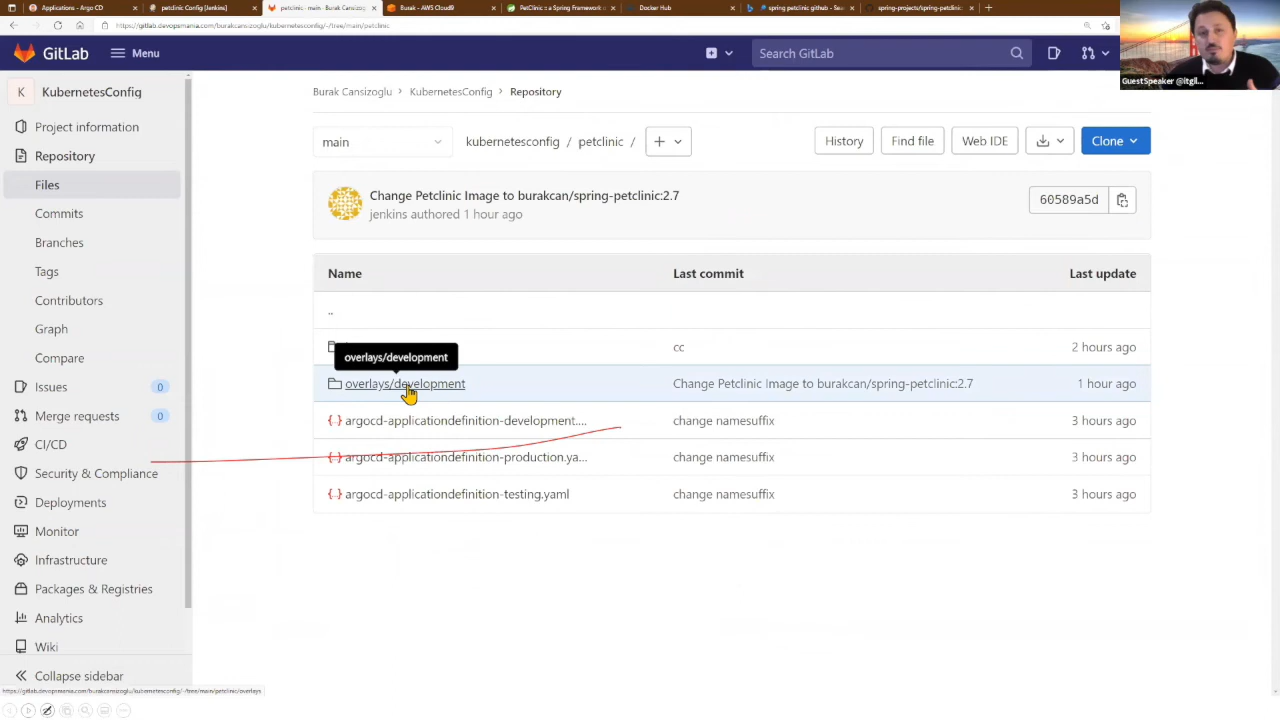 Applications - Argo CD
petclinic Config [Jenkins]
petclinic · main · Burak Cansizog
Burak - AWS Cloud9
PetClinic :: a Spring Framework
Docker Hub
spring petclinic github - Sea
spring-projects/spring-petclinic
https://gitlab.devopsmania.com/burakcansizoglu/kubernetesconfig/-/tree/main/petclinic
GitLab
Menu
Search GitLab
GuestSpeaker @itgil...
K
KubernetesConfig
Project information
Repository
Files
Commits
Branches
Tags
Contributors
Graph
Compare
Issues 0
Merge requests 0
CI/CD
Security & Compliance
Deployments
Monitor
Infrastructure
Packages & Registries
Analytics
Wiki
Collapse sidebar
Burak Cansizoglu
KubernetesConfig
Repository
main
kubernetesconfig / petclinic /
History
Find file
Web IDE
Clone
Change Petclinic Image to burakcan/spring-petclinic:2.7
jenkins authored 1 hour ago
60589a5d
Name Last commit Last update
..
cc 2 hours ago
overlays/development
overlays/development Change Petclinic Image to burakcan/spring-petclinic:2.7 1 hour ago
argocd-applicationdefinition-development.... change namesuffix 3 hours ago
argocd-applicationdefinition-production.ya... change namesuffix 3 hours ago
argocd-applicationdefinition-testing.yaml change namesuffix 3 hours ago
https://gitlab.devopsmania.com/burakcansizoglu/kubernetesconfig/-/tree/main/petclinic/overlays